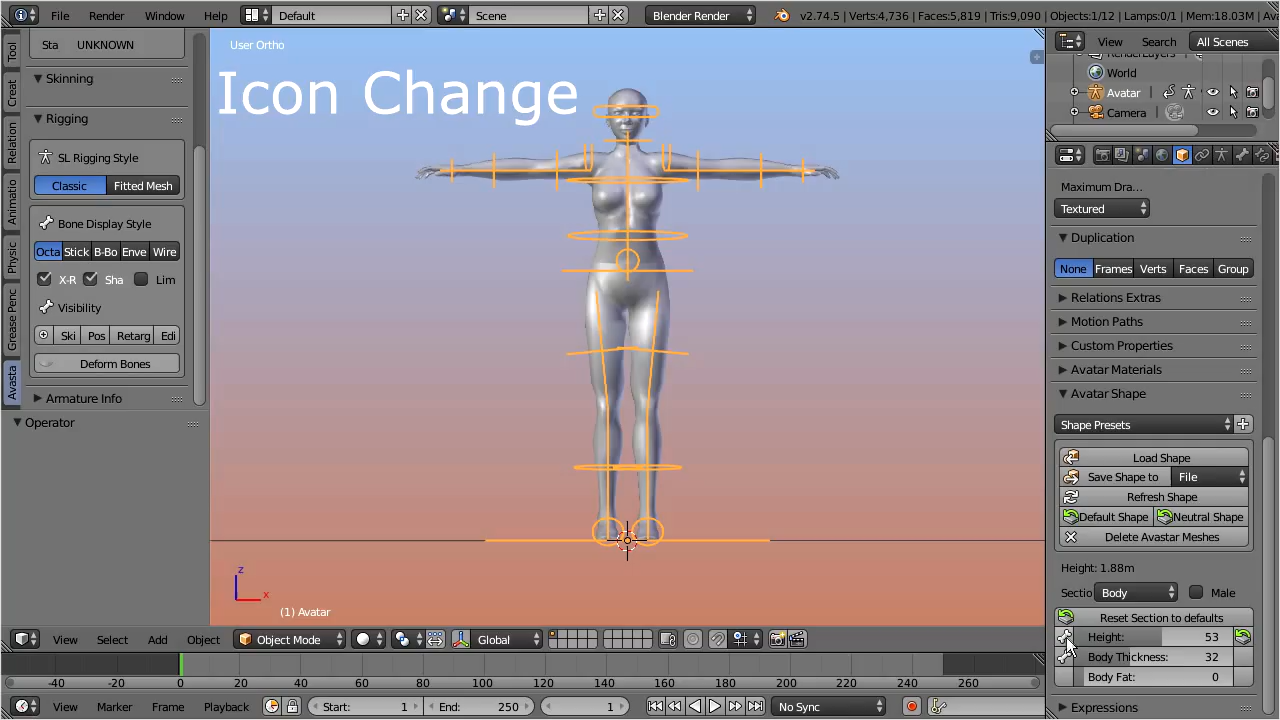 File Render Window Help Default Scene Blender Render v2.74.5 | Verts:4,736 | Faces:5,819 | Tris:9,090 | Objects:1/12 | Lamps:0/1 | Mem:18.03M
Tool
Creat
Relation
Animatio
Physic
Grease Penc
Avasta
Sta UNKNOWN
Skinning
Rigging
SL Rigging Style
Classic Fitted Mesh
Bone Display Style
Octa Stick B-Bo Enve Wire
X-R Sha Lim
Visibility
Ski Pos Retarg Edi
Deform Bones
Armature Info
Operator
User Ortho
Icon Change
z
x
(1) Avatar
View Select Add Object Object Mode Global
-40 -20 0 20 40 60 80 100 120 140 160 180 200 220 240 260
View Marker Frame Playback Start: 1 End: 250 1 No Sync
View Search All Scenes
RenderLayers
World
Avatar
Camera
Maximum Dra...
Textured
Duplication
None Frames Verts Faces Group
Relations Extras
Motion Paths
Custom Properties
Avatar Materials
Avatar Shape
Shape Presets
Load Shape
Save Shape to File
Refresh Shape
Default Shape Neutral Shape
Delete Avastar Meshes
Height: 1.88m
Sectio Body Male
Reset Section to defaults
Height: 53
Body Thickness: 32
Body Fat: 0
Expressions